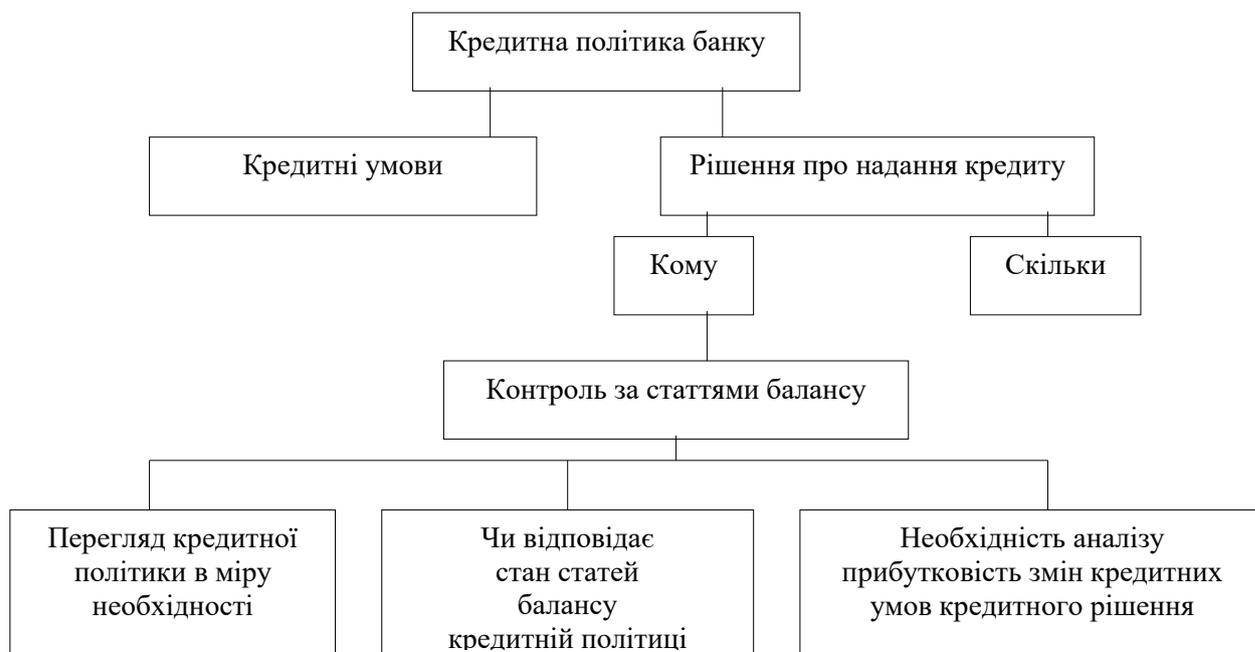 Кредитна політика банку
Кредитні умови
Рішення про надання кредиту
Кому
Скільки
Контроль за статтями балансу
Перегляд кредитної
політики в міру
необхідності
Чи відповідає
стан статей
балансу
кредитній політиці
Необхідність аналізу
прибутковість змін кредитних
умов кредитного рішення